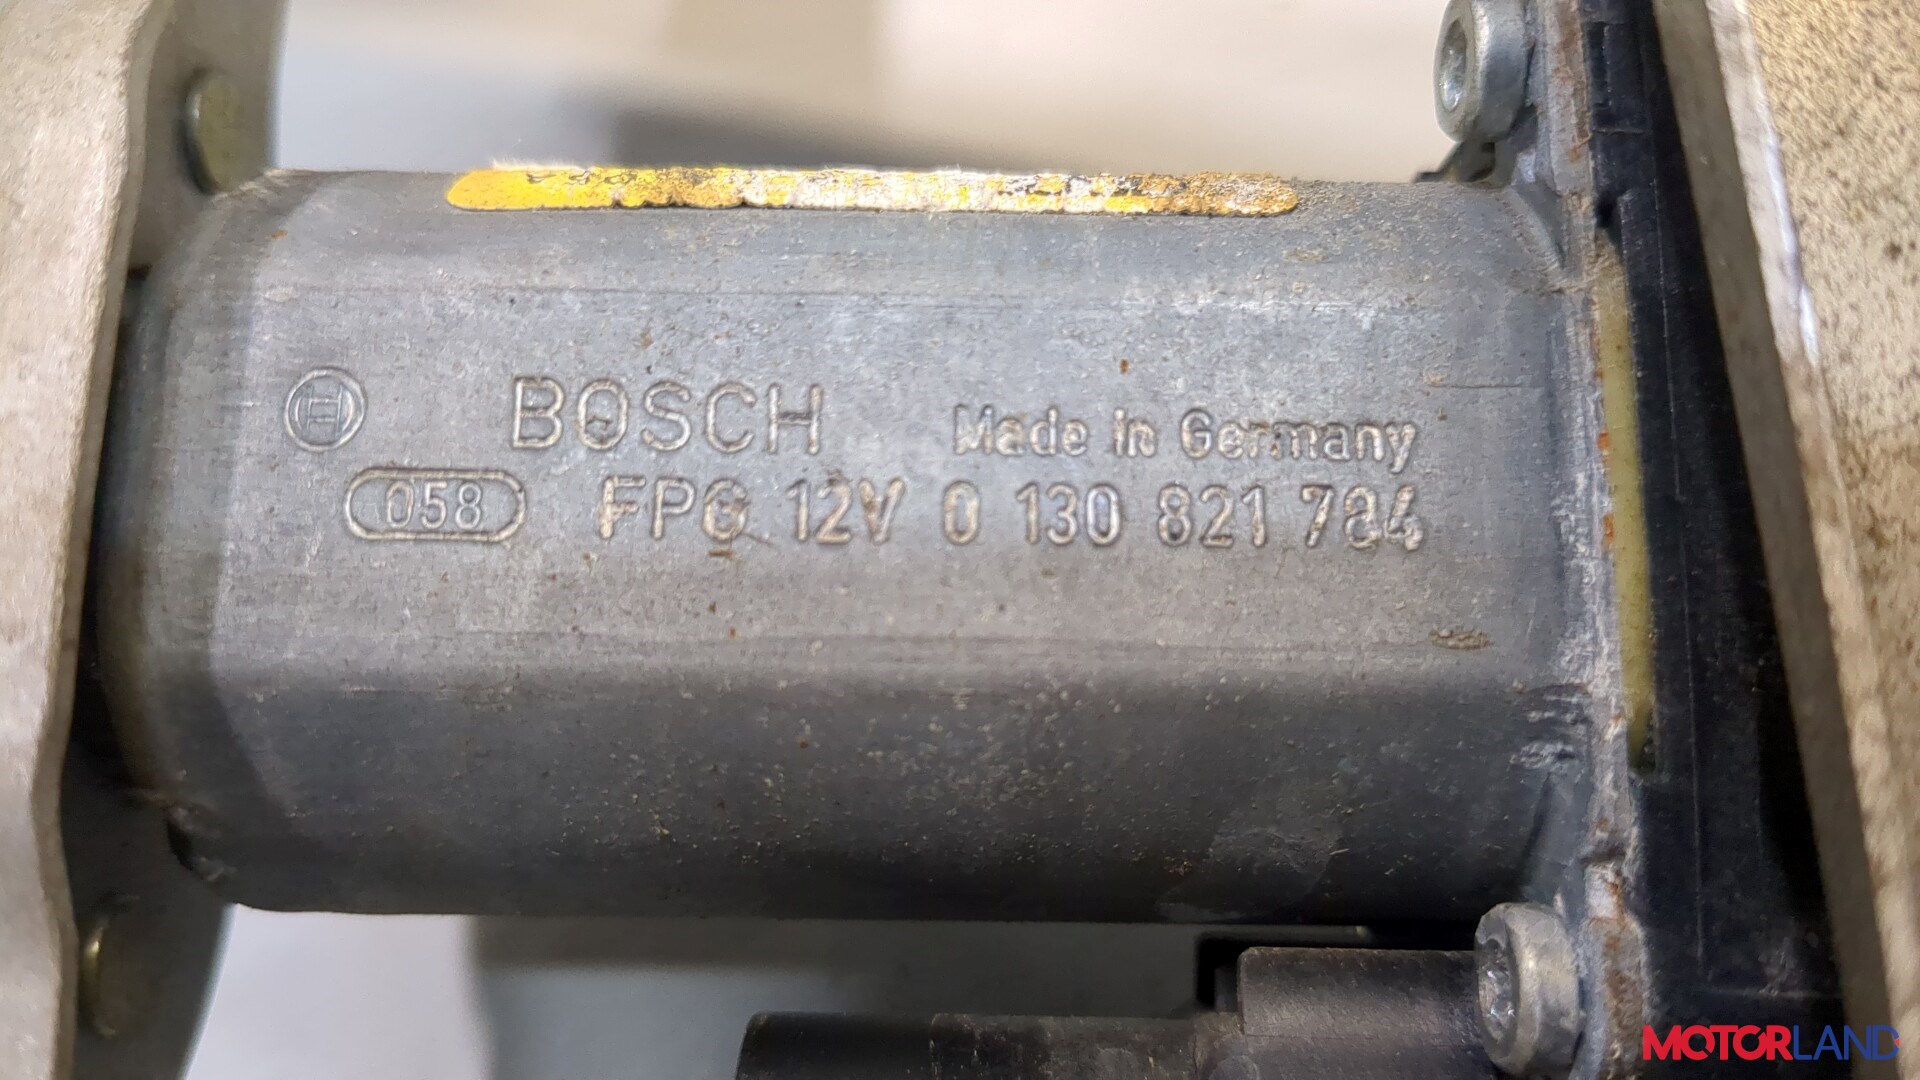 BOSCH Made in Germany
058 FPG 12V 0 130 821 784
MOTORLAND